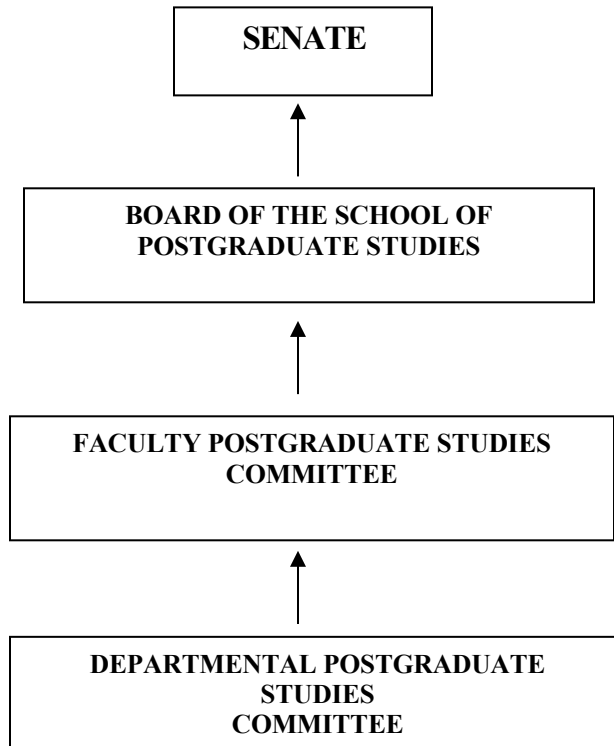 SENATE
BOARD OF THE SCHOOL OF
POSTGRADUATE STUDIES
FACULTY POSTGRADUATE STUDIES
COMMITTEE
DEPARTMENTAL POSTGRADUATE
STUDIES
COMMITTEE